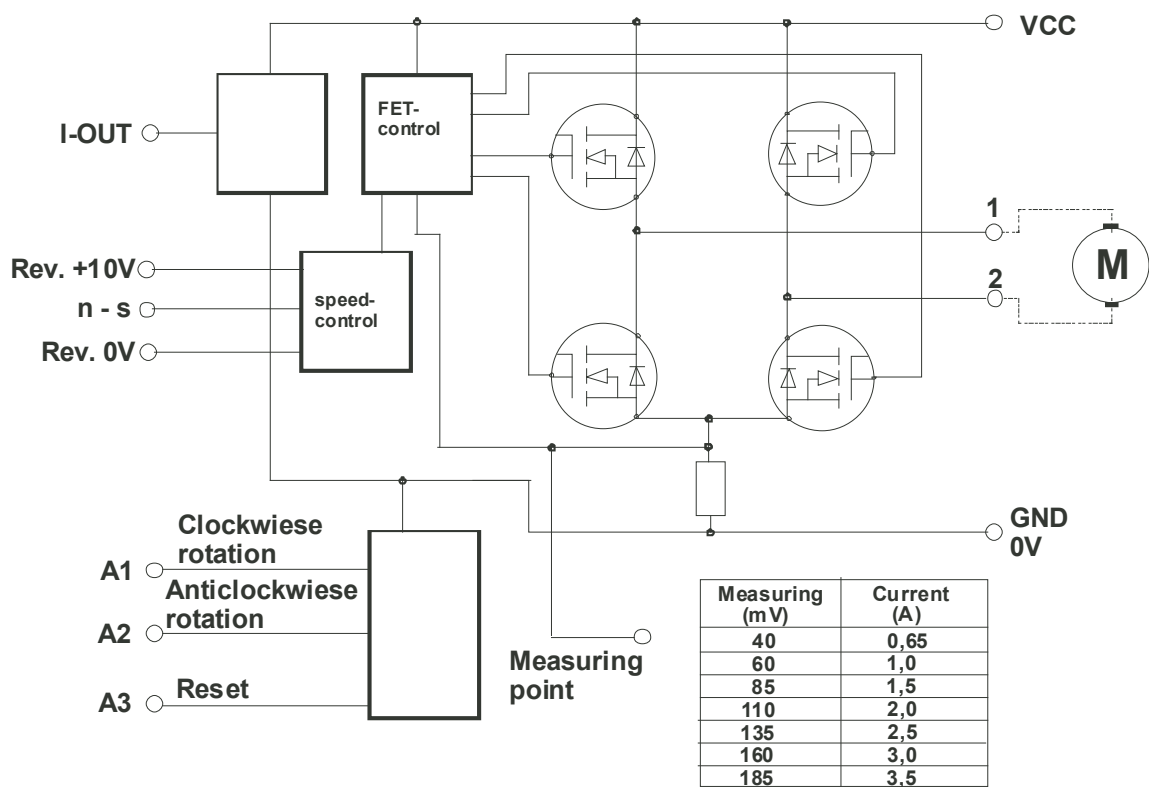 VCC
FET-
control
I-OUT
1
Rev. +10V
M
2
n - s
speed-
control
Rev. 0V
GND
0V
Clockwiese
rotation
A1
Anticlockwiese
rotation
A2
Measuring
point
Reset
A3
Measuring (mV) Current (A)
40 0,65
60 1,0
85 1,5
110 2,0
135 2,5
160 3,0
185 3,5